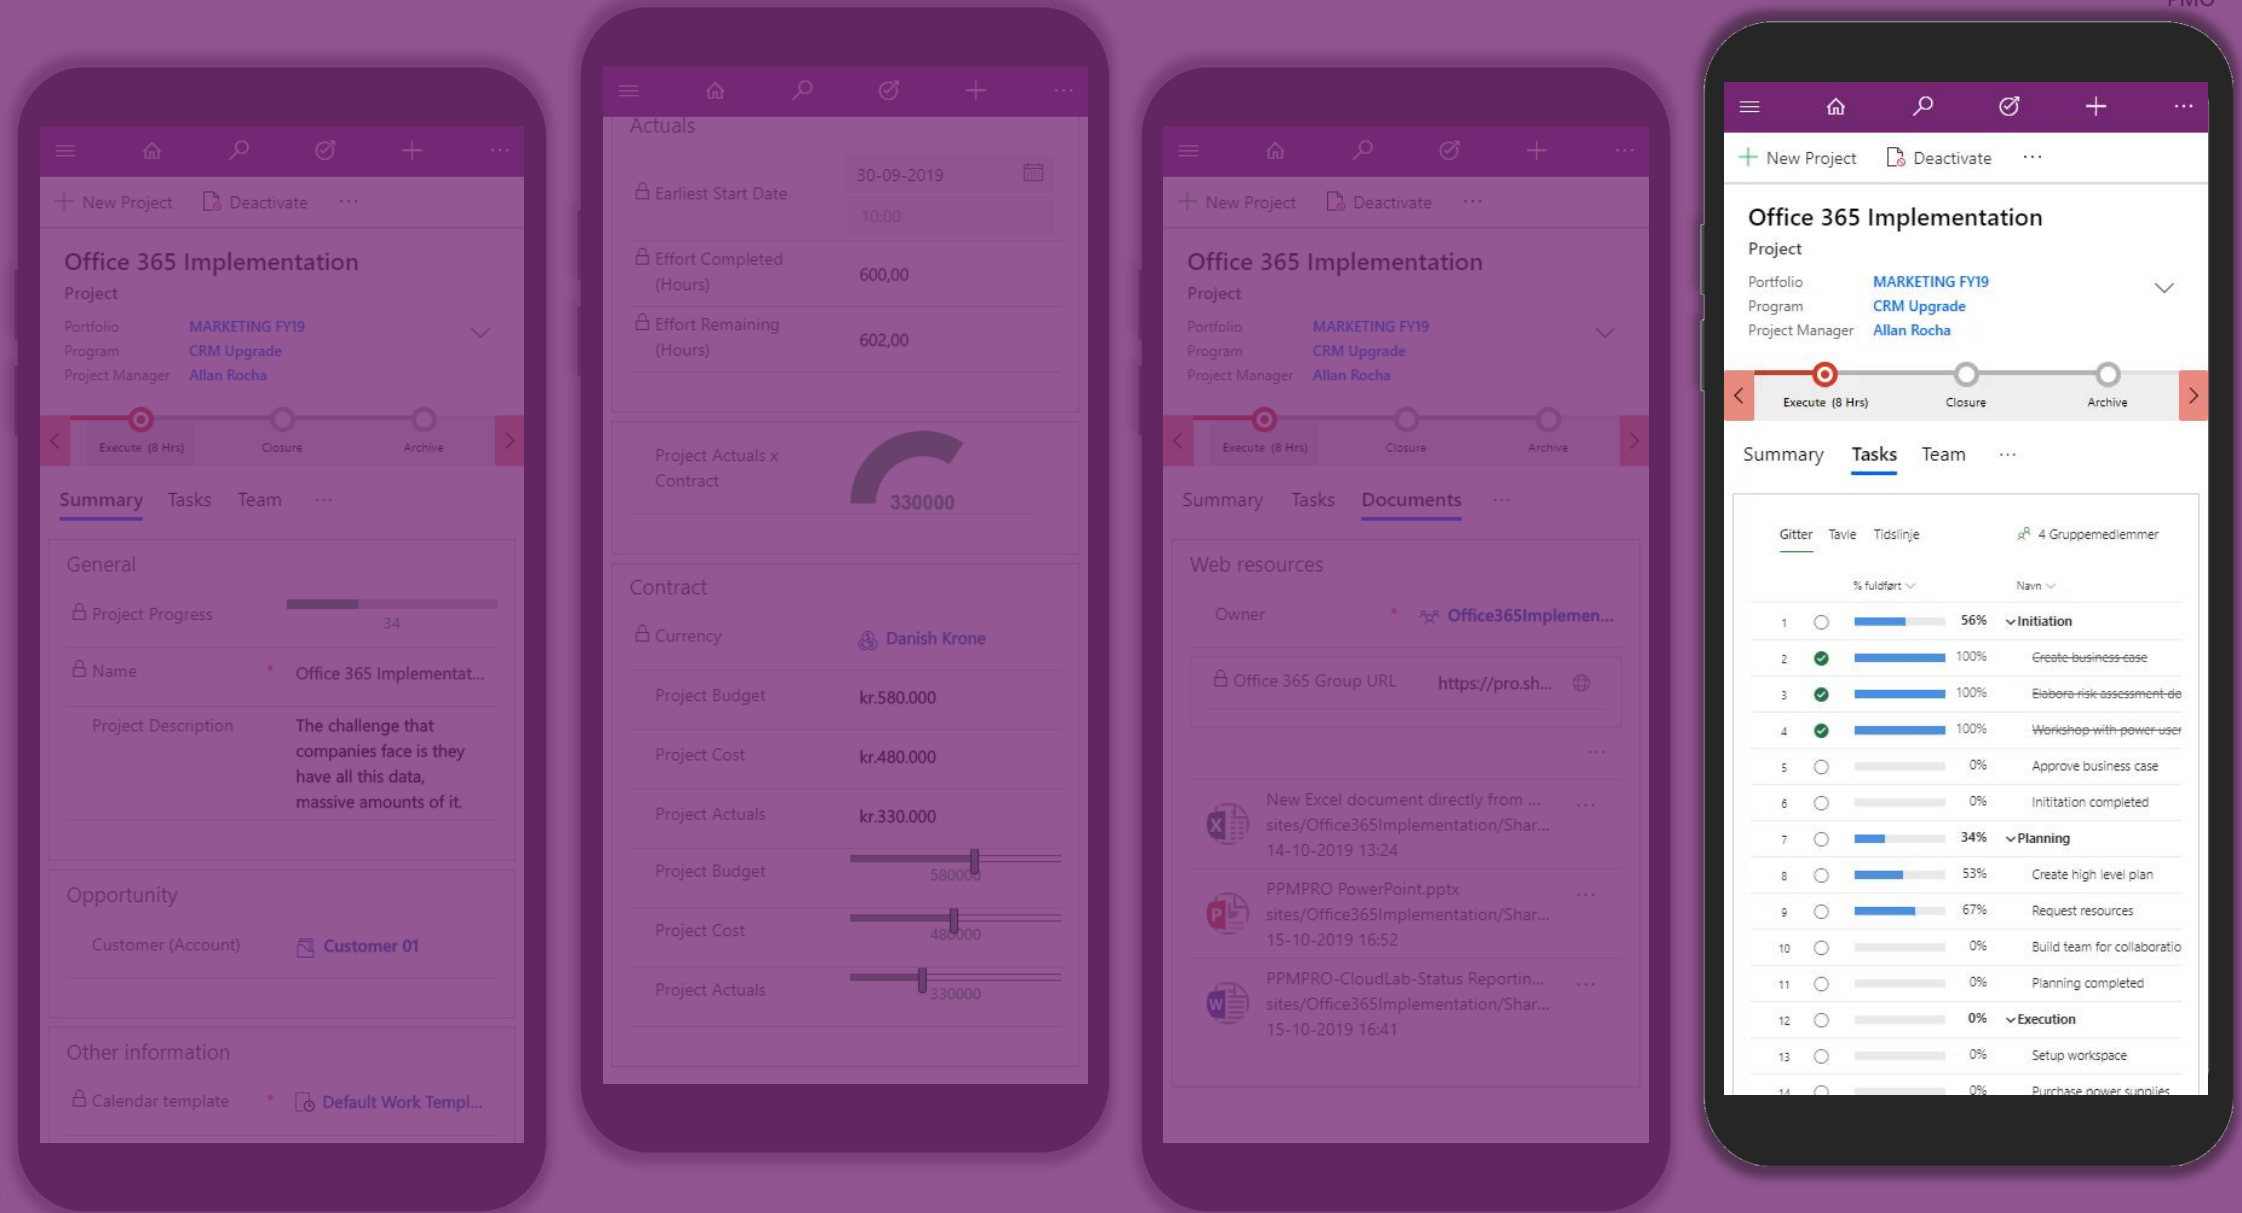 PMO
New Project Deactivate ...
Office 365 Implementation
Project
Portfolio MARKETING FY19
Program CRM Upgrade
Project Manager Allan Rocha
Execute (8 Hrs) Closure Archive
Summary Tasks Team ...
General
Project Progress 34
Name * Office 365 Implementat...
Project Description The challenge that
companies face is they
have all this data,
massive amounts of it.
Opportunity
Customer (Account) Customer 01
Other information
Calendar template * Default Work Templ...
Actuals
Earliest Start Date 30-09-2019
10:00
Effort Completed
(Hours) 600,00
Effort Remaining
(Hours) 602,00
Project Actuals x
Contract 330000
Contract
Currency Danish Krone
Project Budget kr.580.000
Project Cost kr.480.000
Project Actuals kr.330.000
Project Budget 580000
Project Cost 480000
Project Actuals 330000
New Project Deactivate ...
Office 365 Implementation
Project
Portfolio MARKETING FY19
Program CRM Upgrade
Project Manager Allan Rocha
Execute (8 Hrs) Closure Archive
Summary Tasks Documents ...
Web resources
Owner * Office365Implemen...
Office 365 Group URL https://pro.sh...
...
New Excel document directly from ... ...
sites/Office365Implementation/Shar...
14-10-2019 13:24
PPMPRO PowerPoint.pptx ...
sites/Office365Implementation/Shar...
15-10-2019 16:52
PPMPRO-CloudLab-Status Reportin... ...
sites/Office365Implementation/Shar...
15-10-2019 16:41
New Project Deactivate ...
Office 365 Implementation
Project
Portfolio MARKETING FY19
Program CRM Upgrade
Project Manager Allan Rocha
Execute (8 Hrs) Closure Archive
Summary Tasks Team ...
Gitter Tavle Tidslinje 4 Gruppemedlemmer
% fuldført Navn
1 56% Initiation
2 100% Create business case
3 100% Elabora risk assessment do
4 100% Workshop with power user
5 0% Approve business case
6 0% Inititation completed
7 34% Planning
8 53% Create high level plan
9 67% Request resources
10 0% Build team for collaboratio
11 0% Planning completed
12 0% Execution
13 0% Setup workspace
14 0% Purchase power supplies